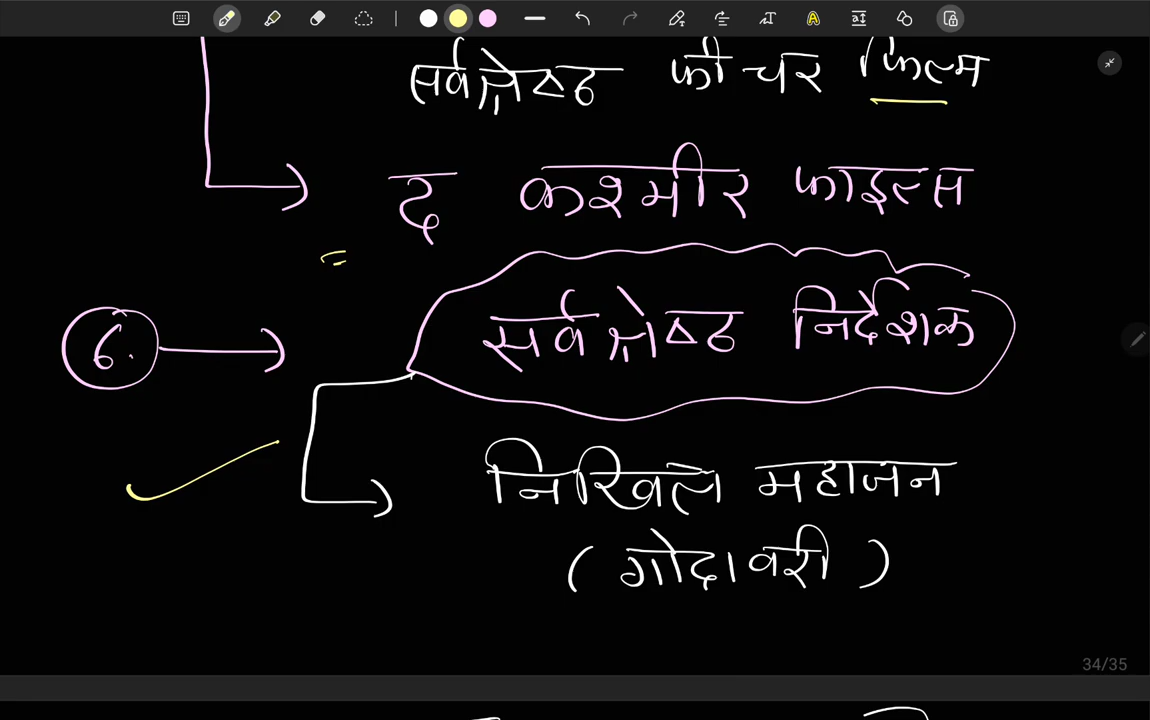 सर्वश्रेष्ठ फीचर फिल्म
द कश्मीर फाइल्स
6. सर्वश्रेष्ठ निर्देशक
निखिल महाजन
( गोदावरी )
34/35